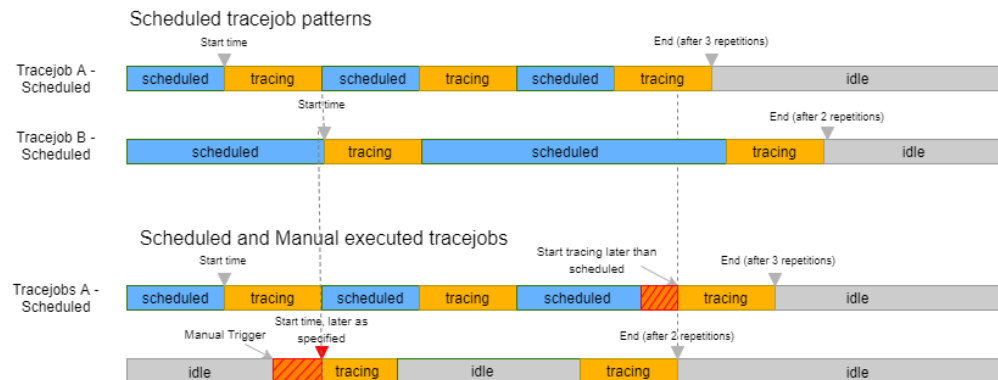 Scheduled tracejob patterns
Start time
End (after 3 repetitions)
Tracejob A -
Scheduled
scheduled
tracing
scheduled
tracing
scheduled
tracing
idle
Start time
End (after 2 repetitions)
Tracejob B -
Scheduled
scheduled
tracing
scheduled
tracing
idle
Scheduled and Manual executed tracejobs
Start tracing later than
scheduled
Start time
End (after 3 repetitions)
Tracejobs A -
Scheduled
scheduled
tracing
scheduled
tracing
scheduled
tracing
idle
Manual Trigger
Start time, later as
specified
End (after 2 repetitions)
idle
tracing
idle
tracing
idle